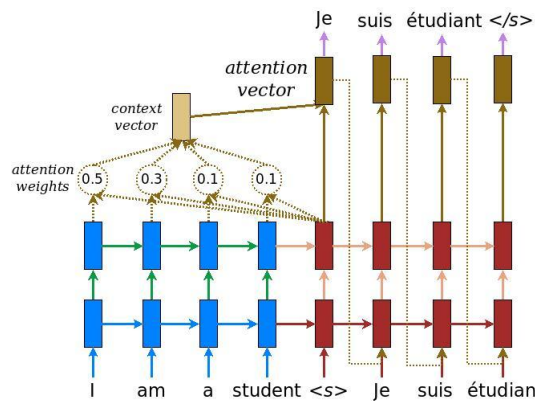 Je suis étudiant </s>
attention
vector
context
vector
attention
weights
0.5 0.3 0.1 0.1
I am a student <s> Je suis étudian